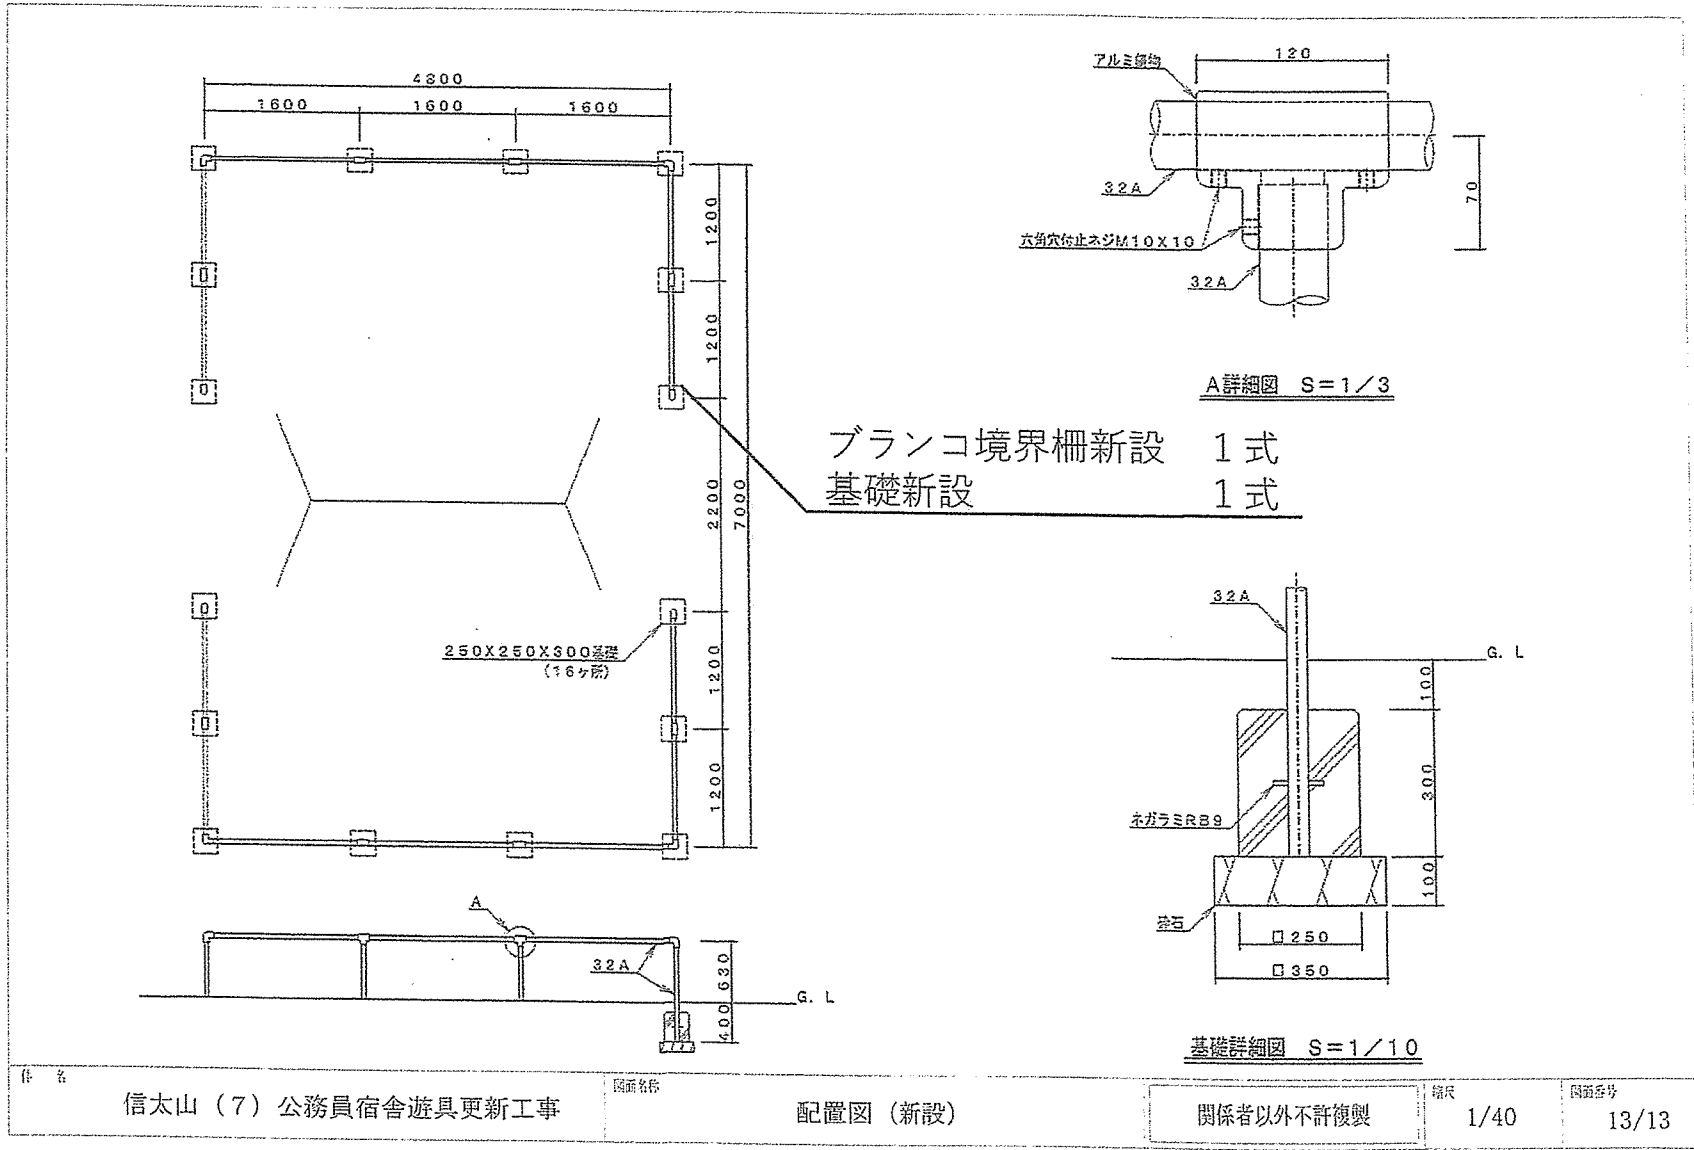 4800
1600
1600
1600
1200
1200
2200
7000
1200
1200
250X250X300基礎
(16ヶ所)
A
32A
630
400
G. L
アルミ鋳物
120
32A
70
六角穴付止ネジM10X10
32A
A詳細図 S=1/3
ブランコ境界柵新設 1式
基礎新設 1式
32A
G. L
100
300
ネガラミRB9
100
砕石
□250
□350
基礎詳細図 S=1/10
件 名
信太山（7）公務員宿舎遊具更新工事
図面名称
配置図（新設）
関係者以外不許複製
縮尺
1/40
図面番号
13/13